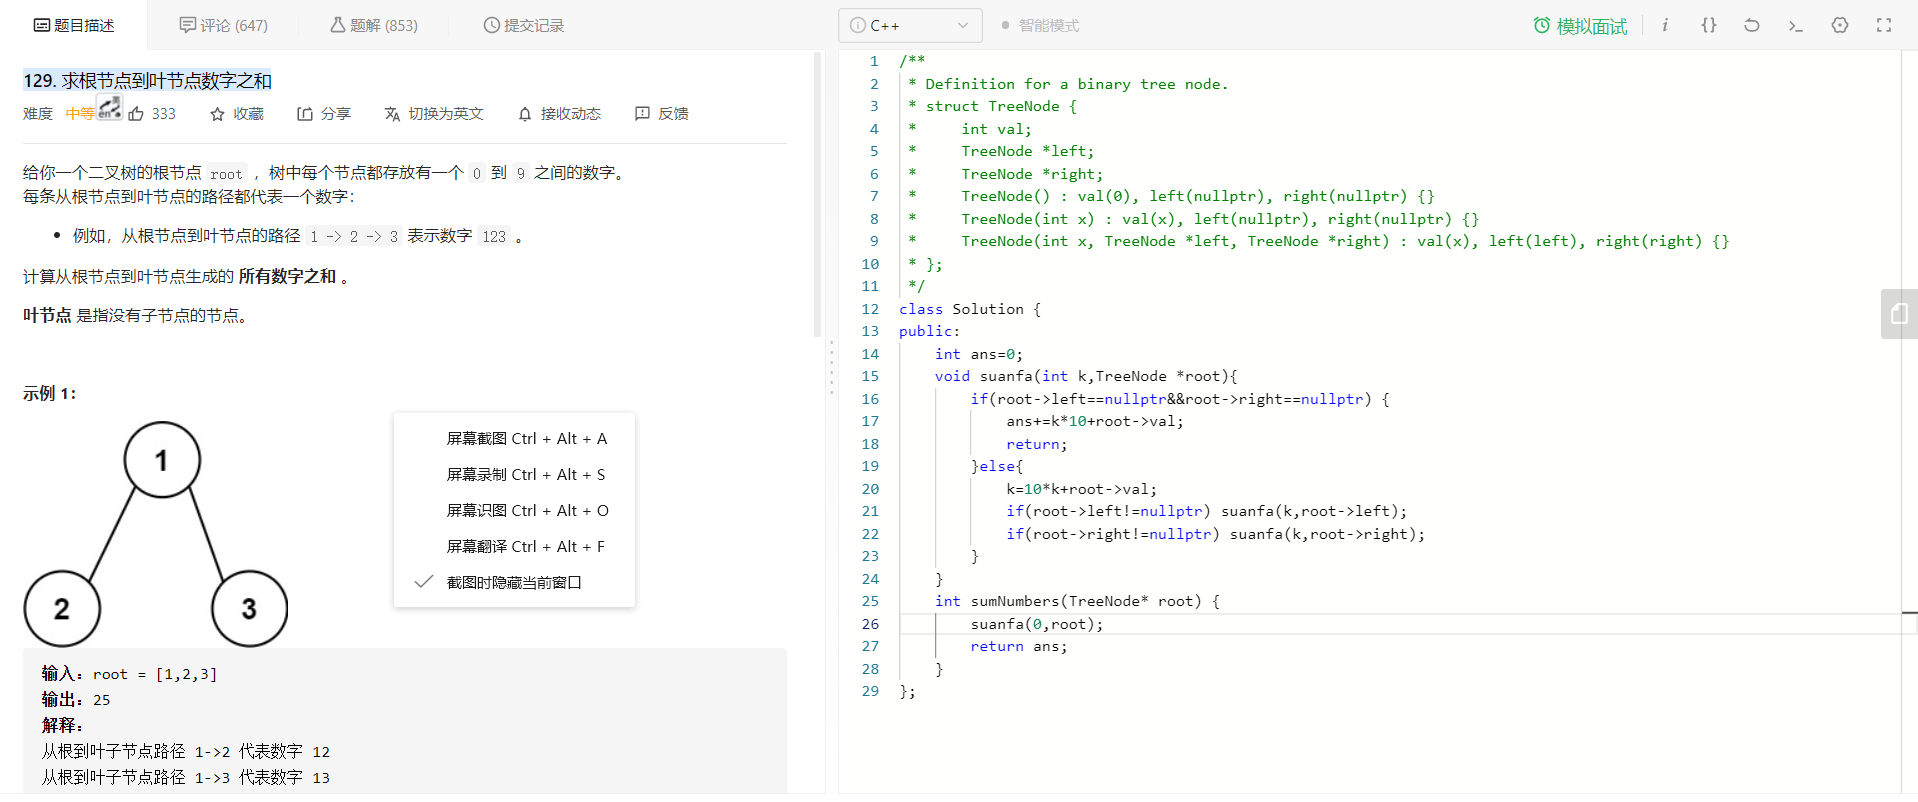 题目描述
评论 (647)
题解 (853)
提交记录
129. 求根节点到叶节点数字之和
难度 中等 333 收藏 分享 切换为英文 接收动态 反馈
给你一个二叉树的根节点 root ，树中每个节点都存放有一个 0 到 9 之间的数字。
每条从根节点到叶节点的路径都代表一个数字：
• 例如，从根节点到叶节点的路径 1 -> 2 -> 3 表示数字 123 。
计算从根节点到叶节点生成的 所有数字之和 。
叶节点 是指没有子节点的节点。
示例 1：
1
2
3
屏幕截图 Ctrl + Alt + A
屏幕录制 Ctrl + Alt + S
屏幕识图 Ctrl + Alt + O
屏幕翻译 Ctrl + Alt + F
截图时隐藏当前窗口
输入：root = [1,2,3]
输出：25
解释：
从根到叶子节点路径 1->2 代表数字 12
从根到叶子节点路径 1->3 代表数字 13
C++
智能模式
模拟面试
1 /**
2 * Definition for a binary tree node.
3 * struct TreeNode {
4 *     int val;
5 *     TreeNode *left;
6 *     TreeNode *right;
7 *     TreeNode() : val(0), left(nullptr), right(nullptr) {}
8 *     TreeNode(int x) : val(x), left(nullptr), right(nullptr) {}
9 *     TreeNode(int x, TreeNode *left, TreeNode *right) : val(x), left(left), right(right) {}
10 * };
11 */
12 class Solution {
13 public:
14     int ans=0;
15     void suanfa(int k,TreeNode *root){
16         if(root->left==nullptr&&root->right==nullptr) {
17             ans+=k*10+root->val;
18             return;
19         }else{
20             k=10*k+root->val;
21             if(root->left!=nullptr) suanfa(k,root->left);
22             if(root->right!=nullptr) suanfa(k,root->right);
23         }
24     }
25     int sumNumbers(TreeNode* root) {
26         suanfa(0,root);
27         return ans;
28     }
29 };